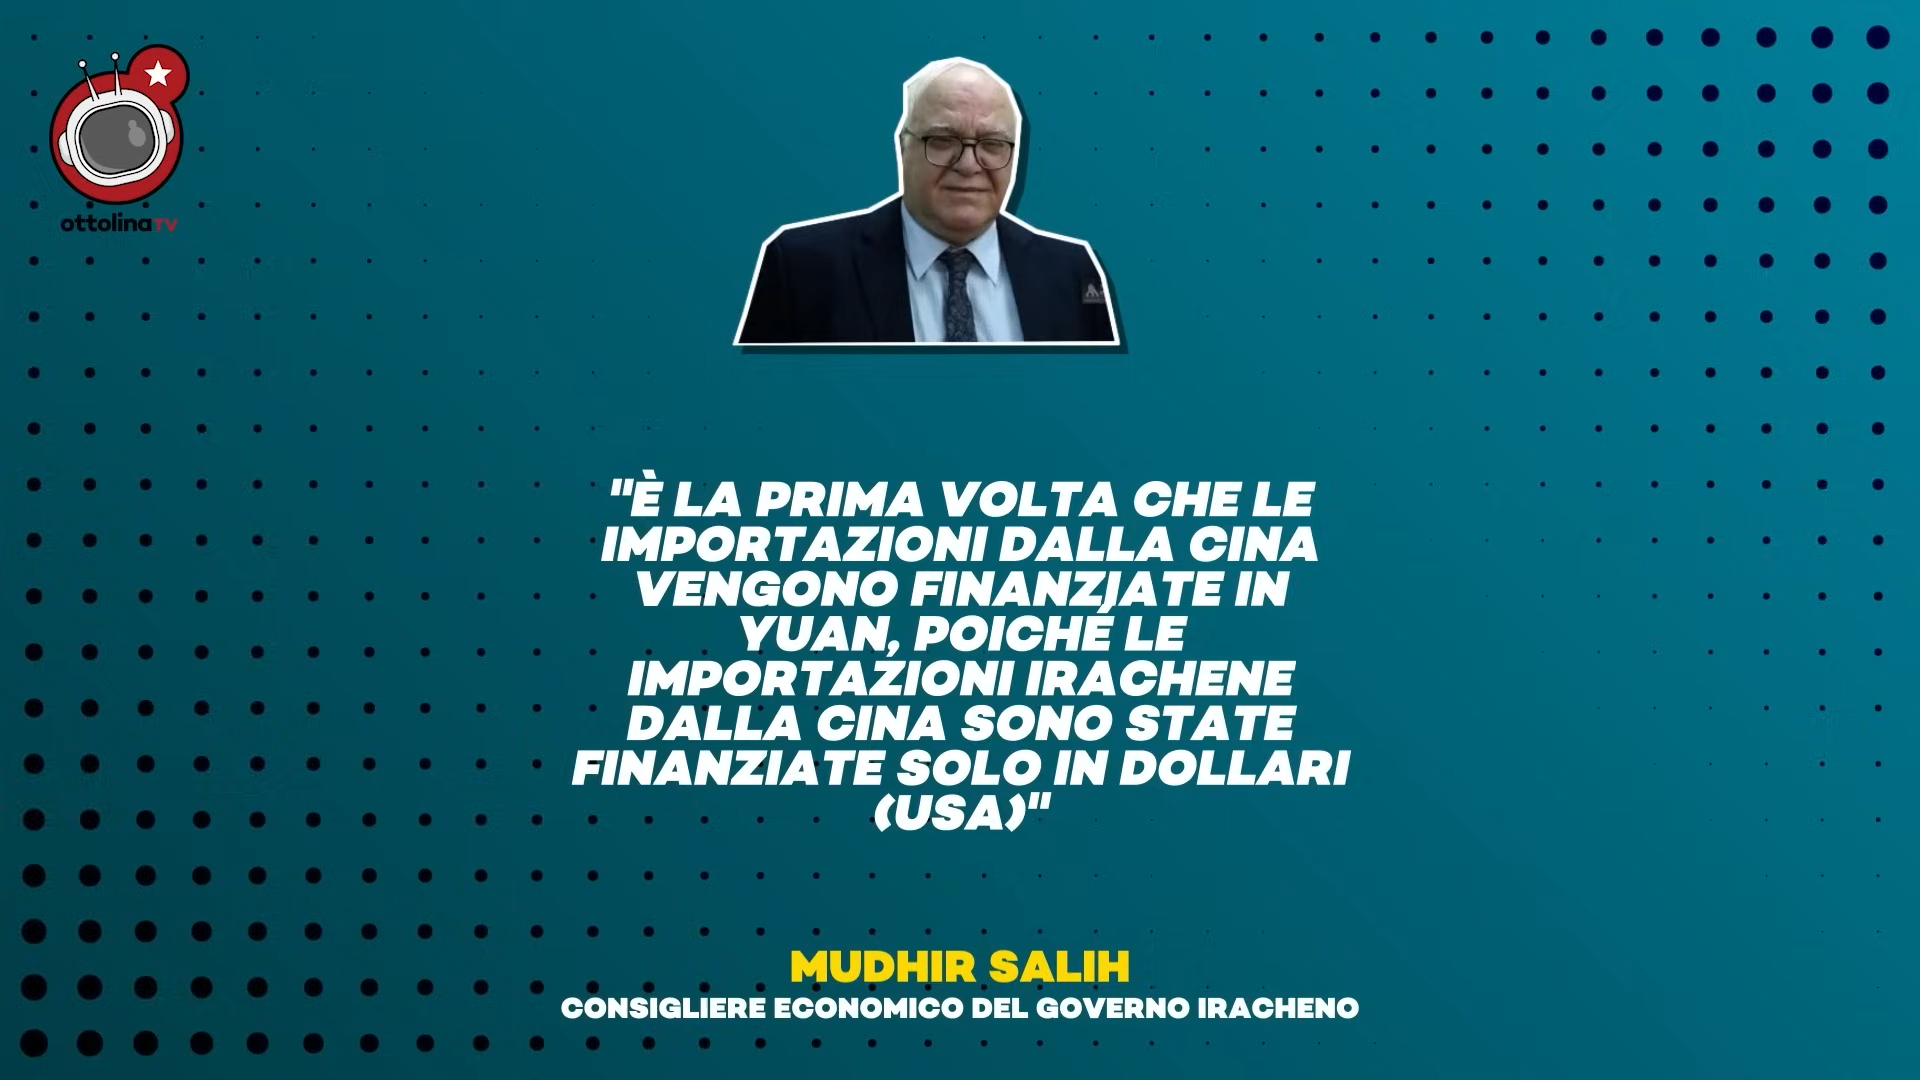 ottolinaTV
"È LA PRIMA VOLTA CHE LE
IMPORTAZIONI DALLA CINA
VENGONO FINANZIATE IN
YUAN, POICHÉ LE
IMPORTAZIONI IRACHENE
DALLA CINA SONO STATE
FINANZIATE SOLO IN DOLLARI
(USA)"
MUDHIR SALIH
CONSIGLIERE ECONOMICO DEL GOVERNO IRACHENO